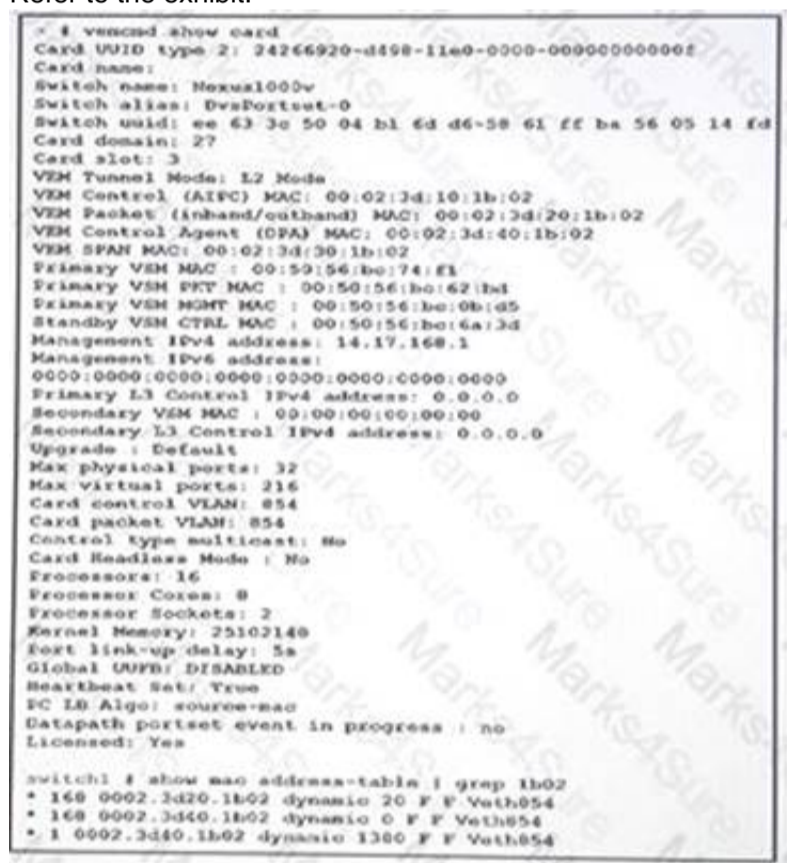 Refer to the exhibit.
~ # vemcmd show card
Card UUID type 2: 24266920-d498-11e0-0000-00000000000f
Card name:
Switch name: Nexus1000v
Switch alias: DvsPortset-0
Switch uuid: ee 63 3c 50 04 b1 6d d6-58 61 ff ba 56 05 14 fd
Card domain: 27
Card slot: 3
VEM Tunnel Mode: L2 Mode
VEM Control (AIPC) MAC: 00:02:3d:10:1b:02
VEM Packet (inband/outband) MAC: 00:02:3d:20:1b:02
VEM Control Agent (DPA) MAC: 00:02:3d:40:1b:02
VEM SPAN MAC: 00:02:3d:30:1b:02
Primary VSM MAC : 00:50:56:bc:74:f1
Primary VSM PKT MAC : 00:50:56:bc:62:bd
Primary VSM MGMT MAC : 00:50:56:bc:0b:d5
Standby VSM CTRL MAC : 00:50:56:bc:6a:3d
Management IPv4 address: 14.17.168.1
Management IPv6 address:
0000:0000:0000:0000:0000:0000:0000:0000
Primary L3 Control IPv4 address: 0.0.0.0
Secondary VSM MAC : 00:00:00:00:00:00
Secondary L3 Control IPv4 address: 0.0.0.0
Upgrade : Default
Max physical ports: 32
Max virtual ports: 216
Card control VLAN: 854
Card packet VLAN: 854
Control type multicast: No
Card Headless Mode : No
Processors: 16
Processor Cores: 8
Processor Sockets: 2
Kernel Memory: 25102140
Port link-up delay: 5s
Global UUFB: DISABLED
Heartbeat Set: True
PC LB Algo: source-mac
Datapath portset event in progress : no
Licensed: Yes
switch1 # show mac address-table | grep 1b02
* 168 0002.3d20.1b02 dynamic 20 F F Veth854
* 168 0002.3d40.1b02 dynamic 0 F F Veth854
* 1 0002.3d40.1b02 dynamic 1380 F F Veth854
Marks4Sure